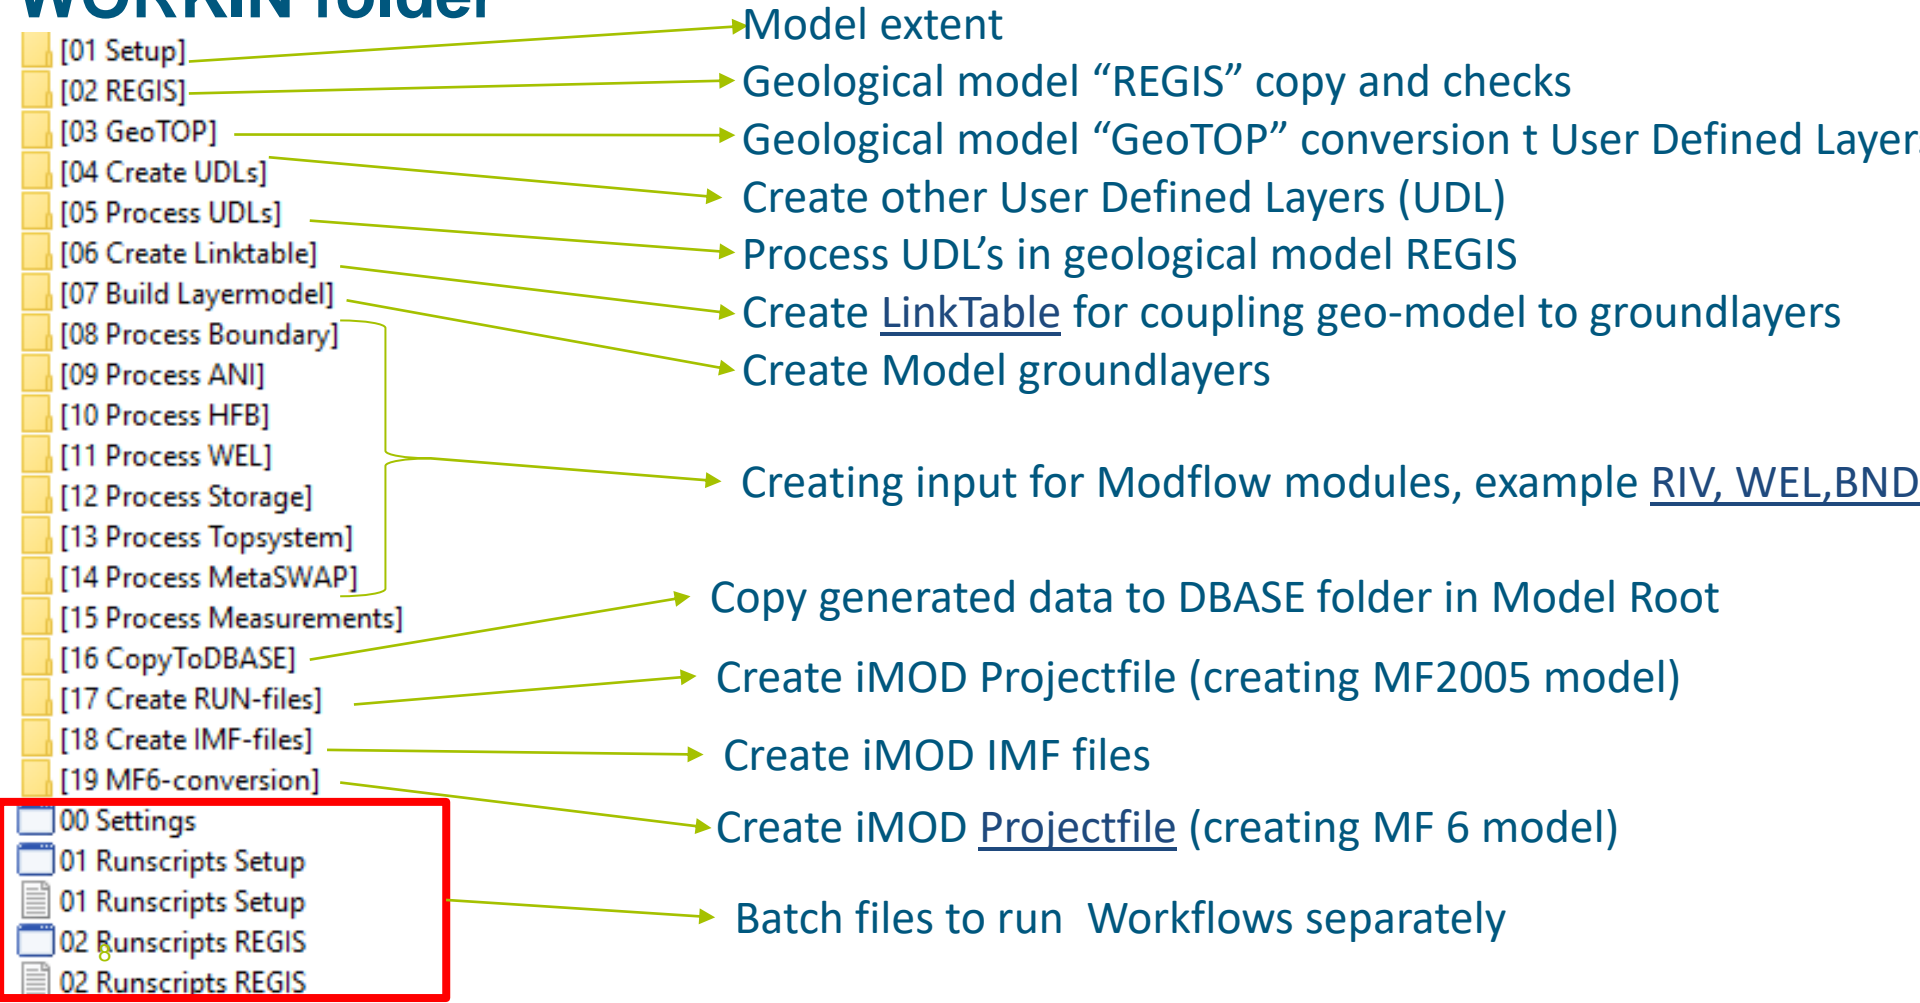 WORKIN folder
[01 Setup]
[02 REGIS]
[03 GeoTOP]
[04 Create UDLs]
[05 Process UDLs]
[06 Create Linktable]
[07 Build Layermodel]
[08 Process Boundary]
[09 Process ANI]
[10 Process HFB]
[11 Process WEL]
[12 Process Storage]
[13 Process Topsystem]
[14 Process MetaSWAP]
[15 Process Measurements]
[16 CopyToDBASE]
[17 Create RUN-files]
[18 Create IMF-files]
[19 MF6-conversion]
00 Settings
01 Runscripts Setup
01 Runscripts Setup
02 Runscripts REGIS
8
02 Runscripts REGIS
Model extent
Geological model “REGIS” copy and checks
Geological model “GeoTOP” conversion t User Defined Layers
Create other User Defined Layers (UDL)
Process UDL’s in geological model REGIS
Create LinkTable for coupling geo-model to groundlayers
Create Model groundlayers
Creating input for Modflow modules, example RIV, WEL,BND
Copy generated data to DBASE folder in Model Root
Create iMOD Projectfile (creating MF2005 model)
Create iMOD IMF files
Create iMOD Projectfile (creating MF 6 model)
Batch files to run Workflows separately